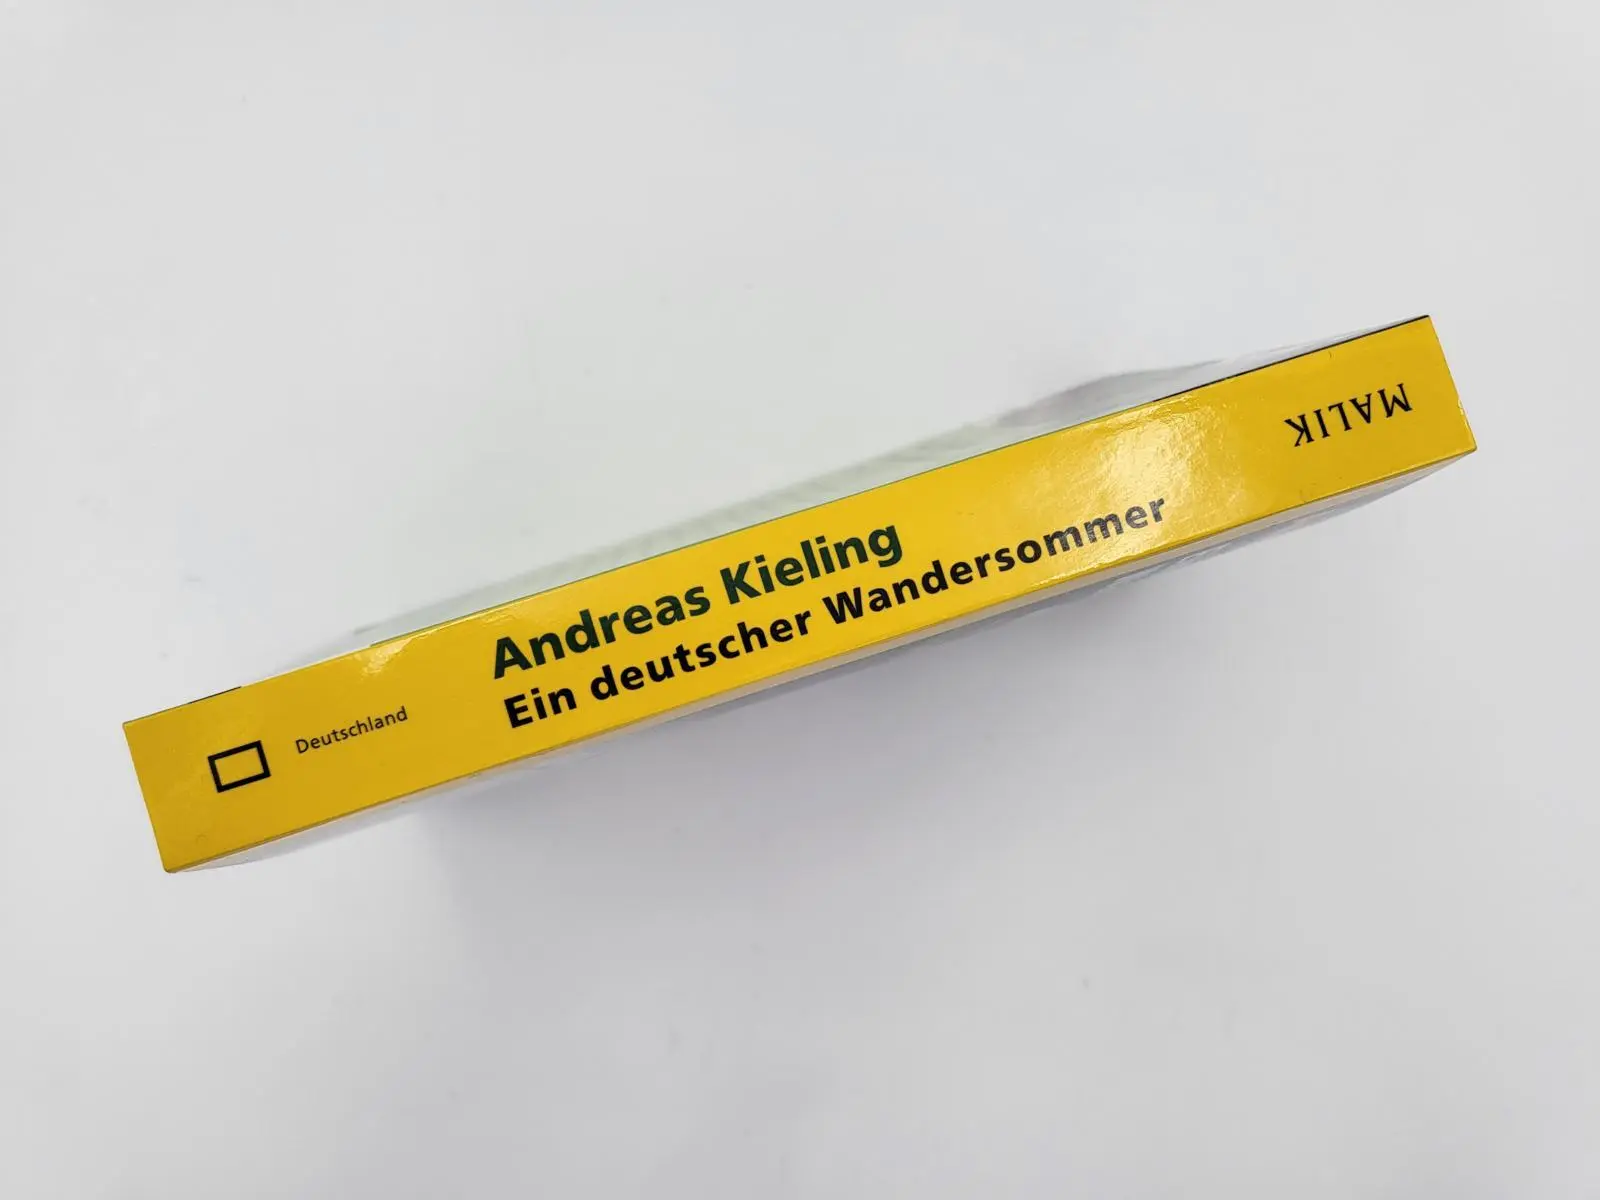 Deutschland
Andreas Kieling
Ein deutscher Wandersommer
MALIK